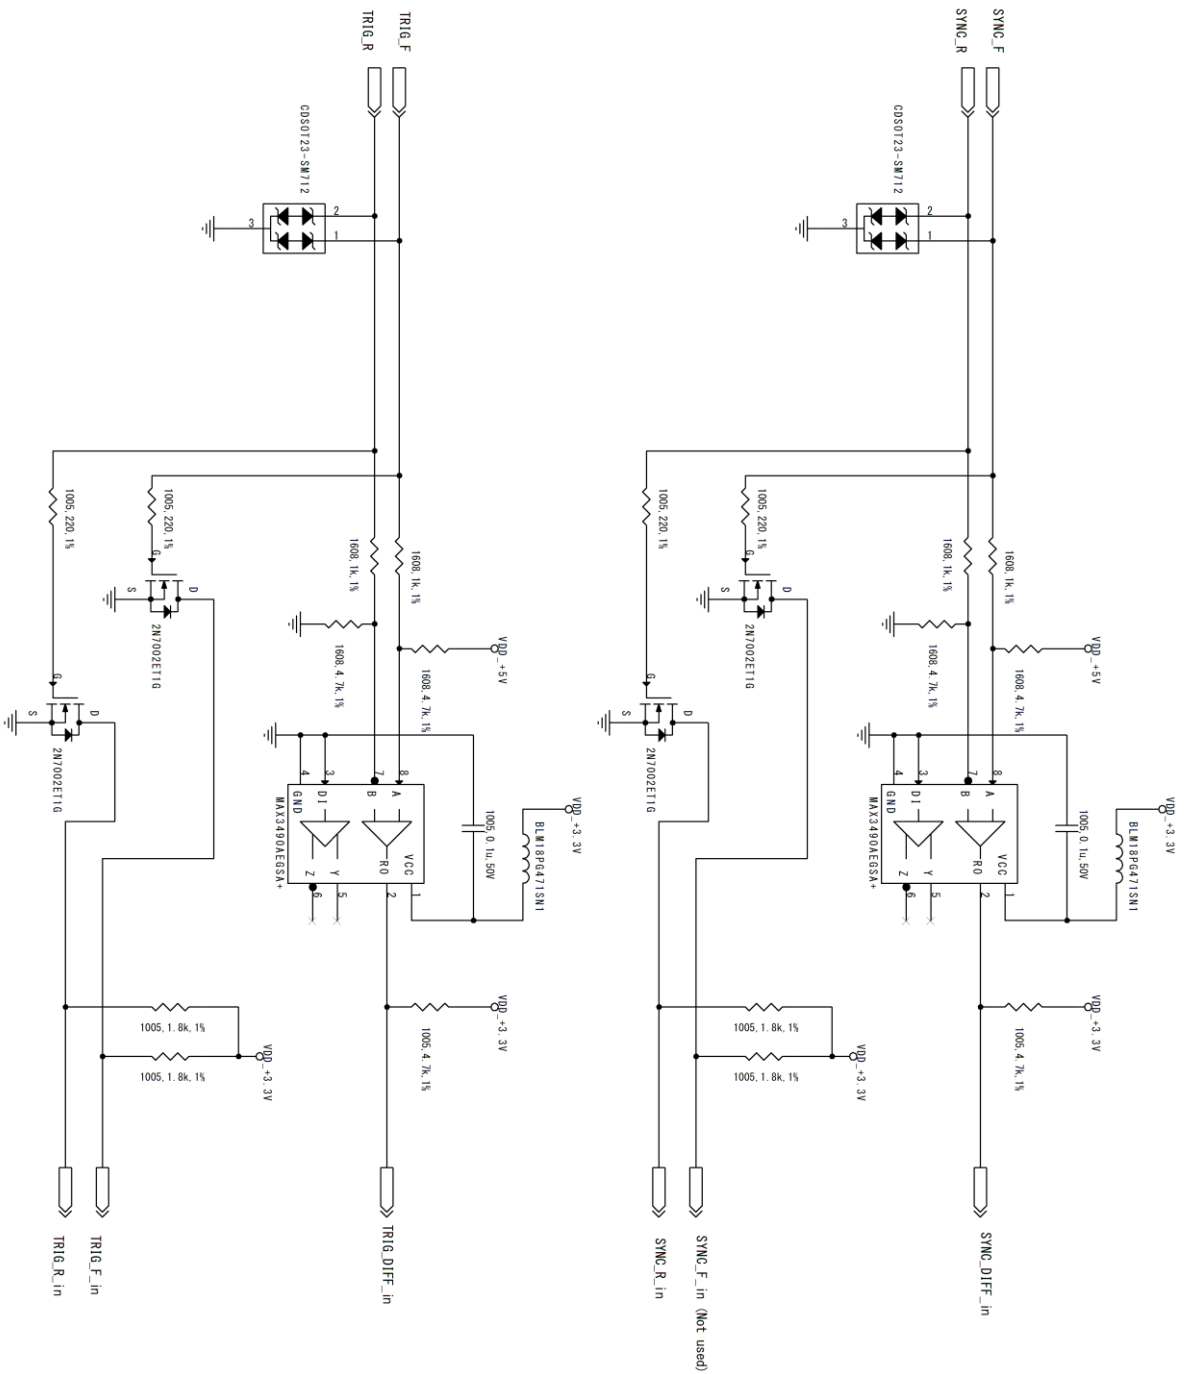 SYNC_F
SYNC_R
CDSOT23-SM712
2
1
3
1005,220,1%
1005,220,1%
1608,1k,1%
1608,1k,1%
VDD_+5V
1608,4.7k,1%
1608,4.7k,1%
G
D
S
2N7002ET1G
G
D
S
2N7002ET1G
VDD_+3.3V
BLM18PG471SN1
1005,0.1u,50V
8
7
3
4
A
B
DI
GND
VCC
RO
Y
Z
1
2
5
6
MAX3490AEGSA+
VDD_+3.3V
1005,4.7k,1%
VDD_+3.3V
1005,1.8k,1%
1005,1.8k,1%
SYNC_DIFF_in
SYNC_F_in (Not used)
SYNC_R_in
TRIG_F
TRIG_R
CDSOT23-SM712
2
1
3
1005,220,1%
1005,220,1%
1608,1k,1%
1608,1k,1%
VDD_+5V
1608,4.7k,1%
1608,4.7k,1%
G
D
S
2N7002ET1G
G
D
S
2N7002ET1G
VDD_+3.3V
BLM18PG471SN1
1005,0.1u,50V
8
7
3
4
A
B
DI
GND
VCC
RO
Y
Z
1
2
5
6
MAX3490AEGSA+
VDD_+3.3V
1005,4.7k,1%
VDD_+3.3V
1005,1.8k,1%
1005,1.8k,1%
TRIG_DIFF_in
TRIG_F_in
TRIG_R_in